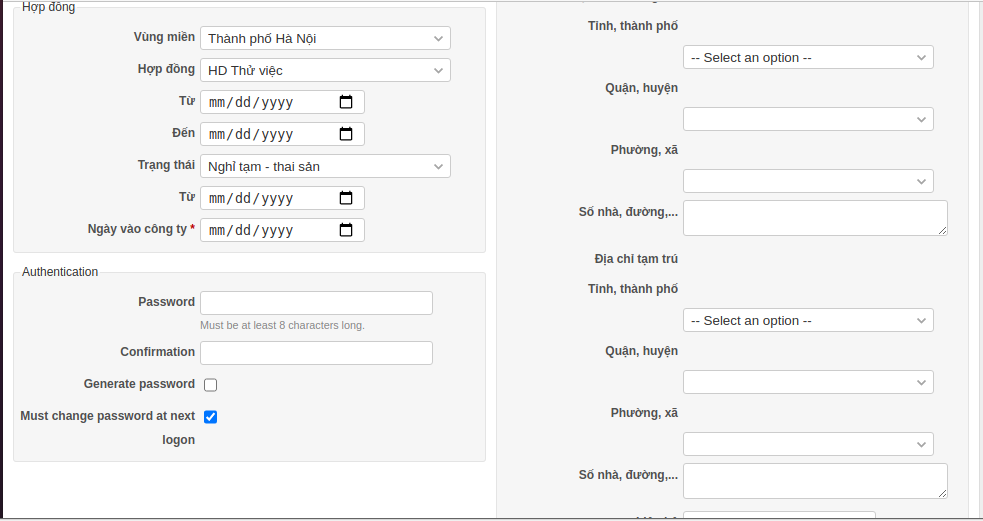 Hợp đồng
Vùng miền
Thành phố Hà Nội
Hợp đồng
HD Thử việc
Từ
mm/dd/yyyy
Đến
mm/dd/yyyy
Trạng thái
Nghỉ tạm - thai sản
Từ
mm/dd/yyyy
Ngày vào công ty *
mm/dd/yyyy
Authentication
Password
Must be at least 8 characters long.
Confirmation
Generate password
Must change password at next
logon
Tỉnh, thành phố
-- Select an option --
Quận, huyện
Phường, xã
Số nhà, đường,...
Địa chỉ tạm trú
Tỉnh, thành phố
-- Select an option --
Quận, huyện
Phường, xã
Số nhà, đường,...